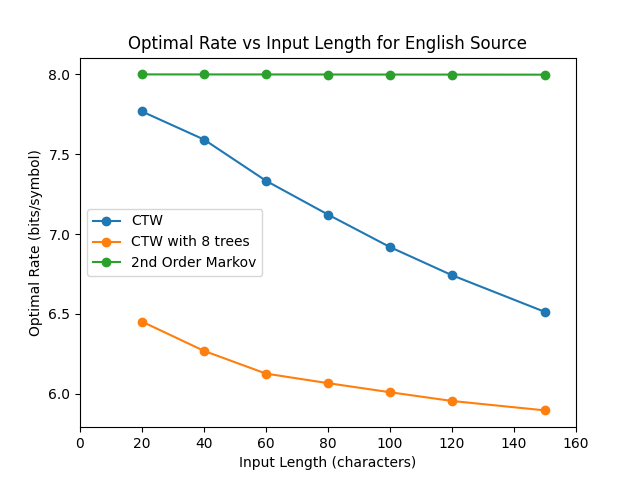 Optimal Rate vs Input Length for English Source
Optimal Rate (bits/symbol)
8.0
7.5
7.0
6.5
6.0
CTW
CTW with 8 trees
2nd Order Markov
0 20 40 60 80 100 120 140 160
Input Length (characters)